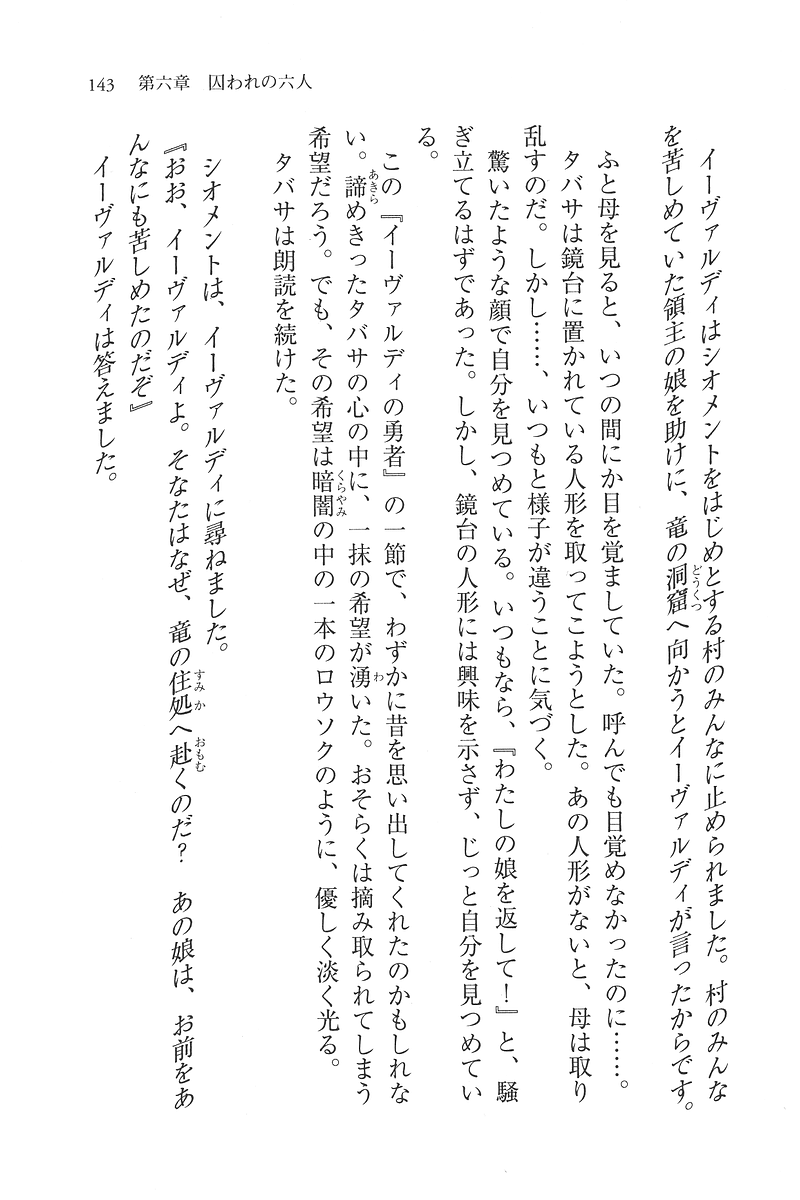 143　第六章　囚われの六人
イーヴァルディはシオメントをはじめとする村のみんなに止められました。村のみんな
を苦しめていた領主の娘を助けに、竜の洞窟へ向かうとイーヴァルディが言ったからです。
ふと母を見ると、いつの間にか目を覚ましていた。呼んでも目覚めなかったのに……。
タバサは鏡台に置かれている人形を取ってこようとした。あの人形がないと、母は取り
乱すのだ。しかし……、いつもと様子が違うことに気づく。
驚いたような顔で自分を見つめている。いつもなら、『わたしの娘を返して！』と、騒
ぎ立てるはずであった。しかし、鏡台の人形には興味を示さず、じっと自分を見つめてい
る。
この『イーヴァルディの勇者』の一節で、わずかに昔を思い出してくれたのかもしれな
い。諦めきったタバサの心の中に、一抹の希望が湧いた。おそらくは摘み取られてしまう
希望だろう。でも、その希望は暗闇の中の一本のロウソクのように、優しく淡く光る。
タバサは朗読を続けた。
シオメントは、イーヴァルディに尋ねました。
『おお、イーヴァルディよ。そなたはなぜ、竜の住処へ赴くのだ？　あの娘は、お前をあ
んなにも苦しめたのだぞ』
イーヴァルディは答えました。